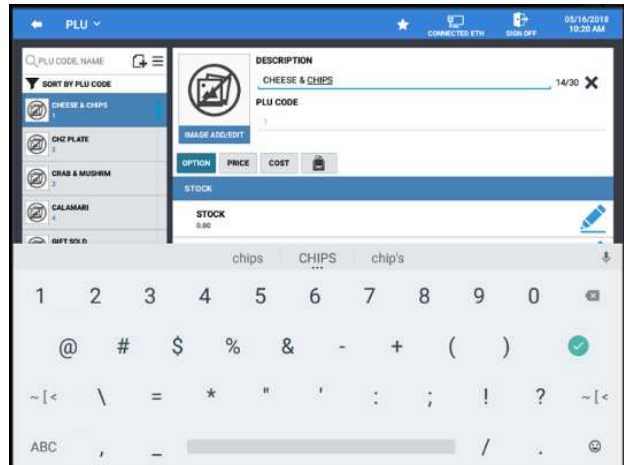 PLU
CONNECTED ETH
SIGN OFF
05/16/2018
10:20 AM
PLU CODE, NAME
SORT BY PLU CODE
CHEESE & CHIPS
1
CHZ PLATE
2
CRAB & MUSHRM
3
CALAMARI
4
GIFT SOLD
DESCRIPTION
CHEESE & CHIPS
14/30
PLU CODE
1
IMAGE ADD/EDIT
OPTION PRICE COST
STOCK
STOCK
0.00
chips CHIPS chip's
1 2 3 4 5 6 7 8 9 0
@ # $ % & - + ( )
~ [ < \ = * " ' : ; ! ? ~ [ <
ABC , _ / .